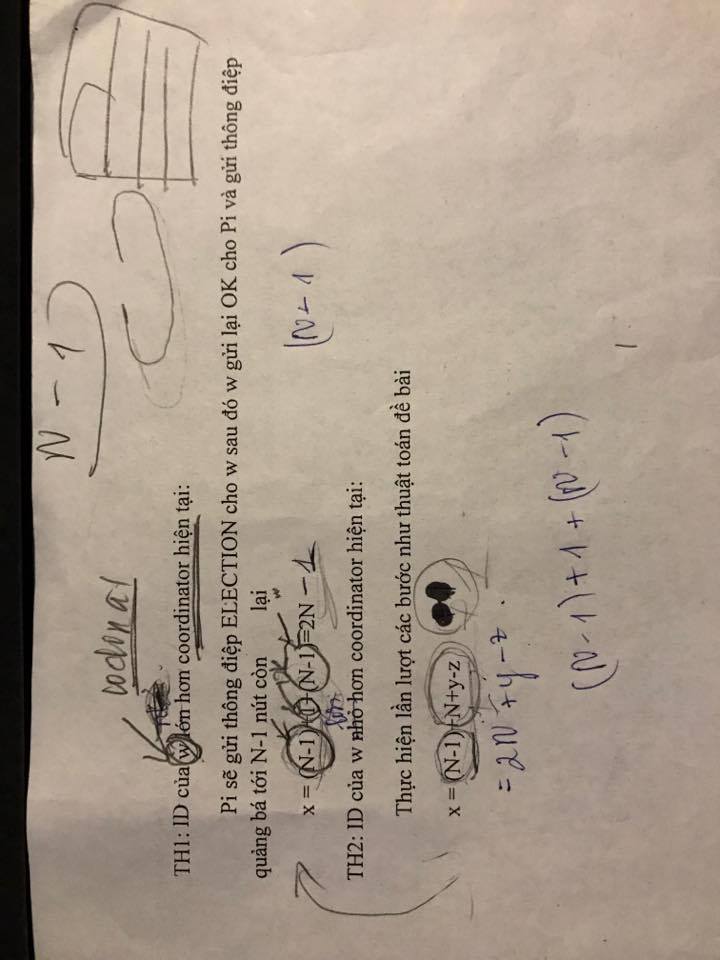 N-1
TH1: ID của w lớn hơn coordinator hiện tại:
Pi sẽ gửi thông điệp ELECTION cho w sau đó w gửi lại OK cho Pi và gửi thông điệp
quảng bá tới N-1 nút còn lại
w
(N-1)
x = (N-1)+1+(N-1)=2N-1
lớn
TH2: ID của w nhỏ hơn coordinator hiện tại:
Thực hiện lần lượt các bước như thuật toán đề bài
x = (N-1)+N+y-z
= 2N+y-z.
(N-1)+1+(N-1)